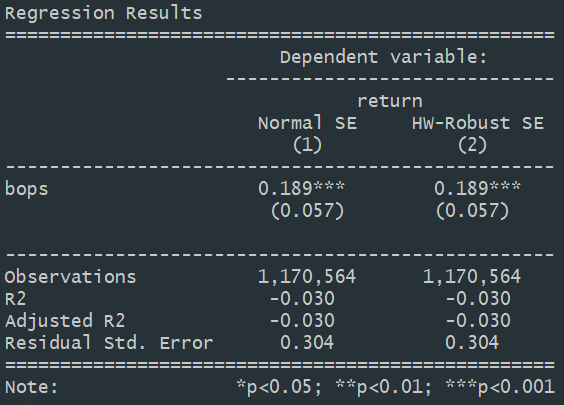 Regression Results
==================================================
Dependent variable:
------------------------------
return
Normal SE HW-Robust SE
(1) (2)
--------------------------------------------------
bops 0.189*** 0.189***
(0.057) (0.057)
--------------------------------------------------
Observations 1,170,564 1,170,564
R2 -0.030 -0.030
Adjusted R2 -0.030 -0.030
Residual Std. Error 0.304 0.304
==================================================
Note: *p<0.05; **p<0.01; ***p<0.001